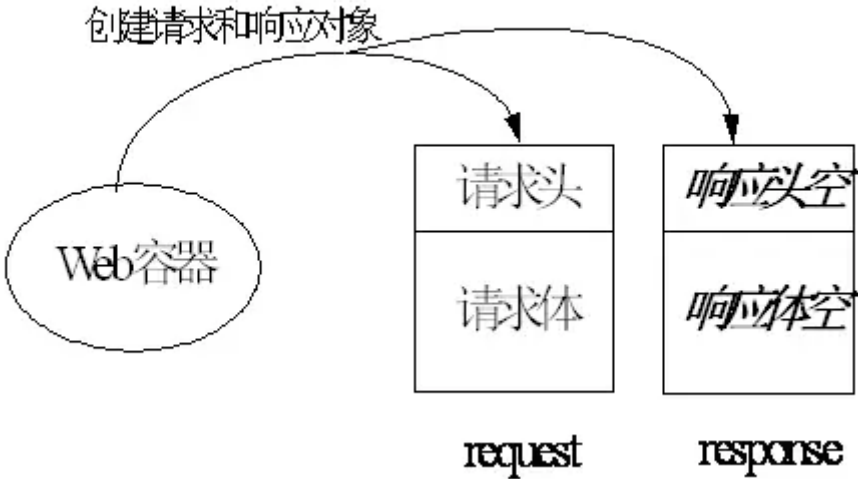 创建请求和响应对象
Web容器
请求头
请求体
request
响应头空
响应体空
response